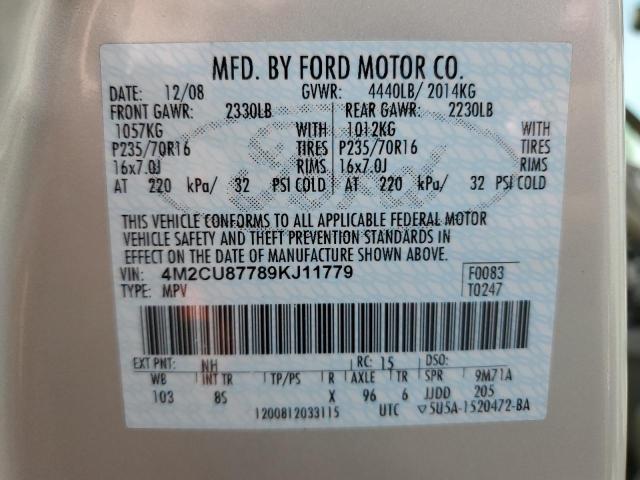 MFD. BY FORD MOTOR CO.
DATE: 12/08 GVWR: 4440LB/ 2014KG
FRONT GAWR: 2330LB REAR GAWR: 2230LB
1057KG WITH 1012KG WITH
P235/70R16 TIRES P235/70R16 TIRES
16x7.0J RIMS 16x7.0J RIMS
AT 220 kPa/ 32 PSI COLD AT 220 kPa/ 32 PSI COLD
THIS VEHICLE CONFORMS TO ALL APPLICABLE FEDERAL MOTOR
VEHICLE SAFETY AND THEFT PREVENTION STANDARDS IN
EFFECT ON THE DATE OF MANUFACTURE SHOWN ABOVE.
VIN: 4M2CU87789KJ11779 F0083
TYPE: MPV T0247
EXT PNT: NH RC: 15 DSO:
WB INT TR TP/PS R AXLE TR SPR 9M71A
103 8S X 96 6 JJDD 205
1200812033115 UTC ▽5U5A-1520472-BA